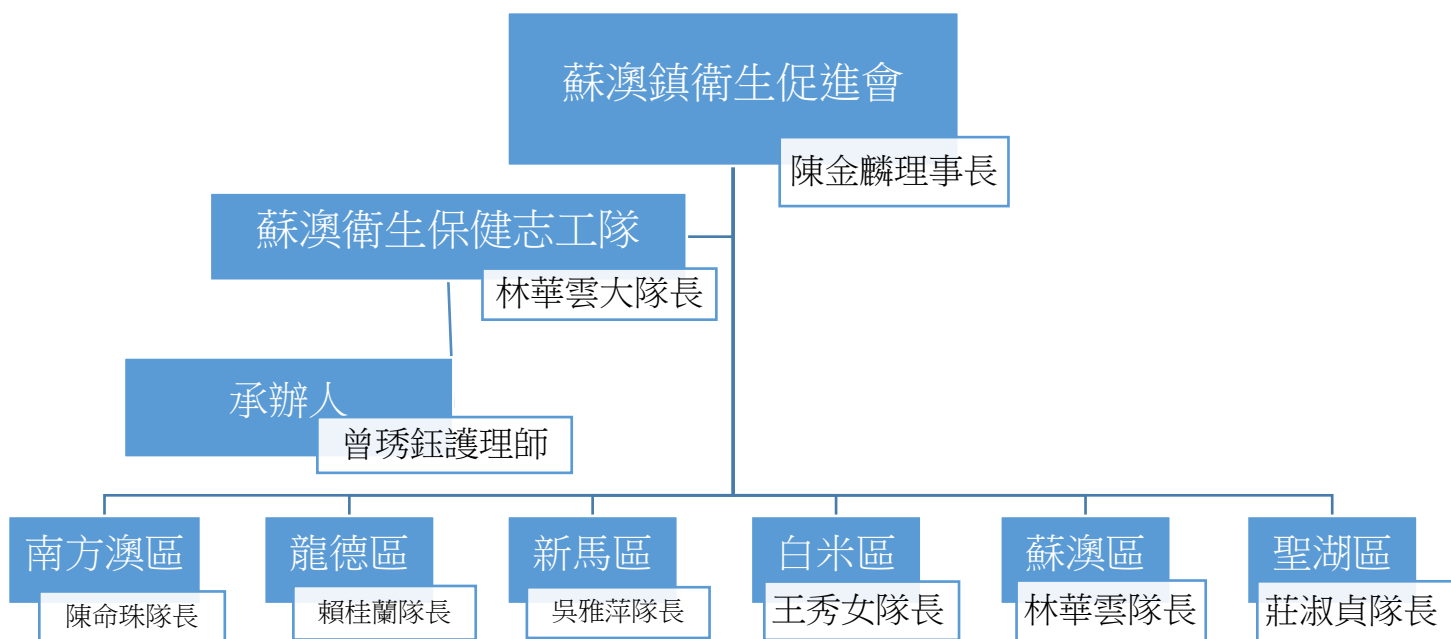 蘇澳鎮衛生促進會
陳金麟理事長
蘇澳衛生保健志工隊
林華雲大隊長
承辦人
曾琇鈺護理師
南方澳區
陳命珠隊長
龍德區
賴桂蘭隊長
新馬區
吳雅萍隊長
白米區
王秀女隊長
蘇澳區
林華雲隊長
聖湖區
莊淑貞隊長